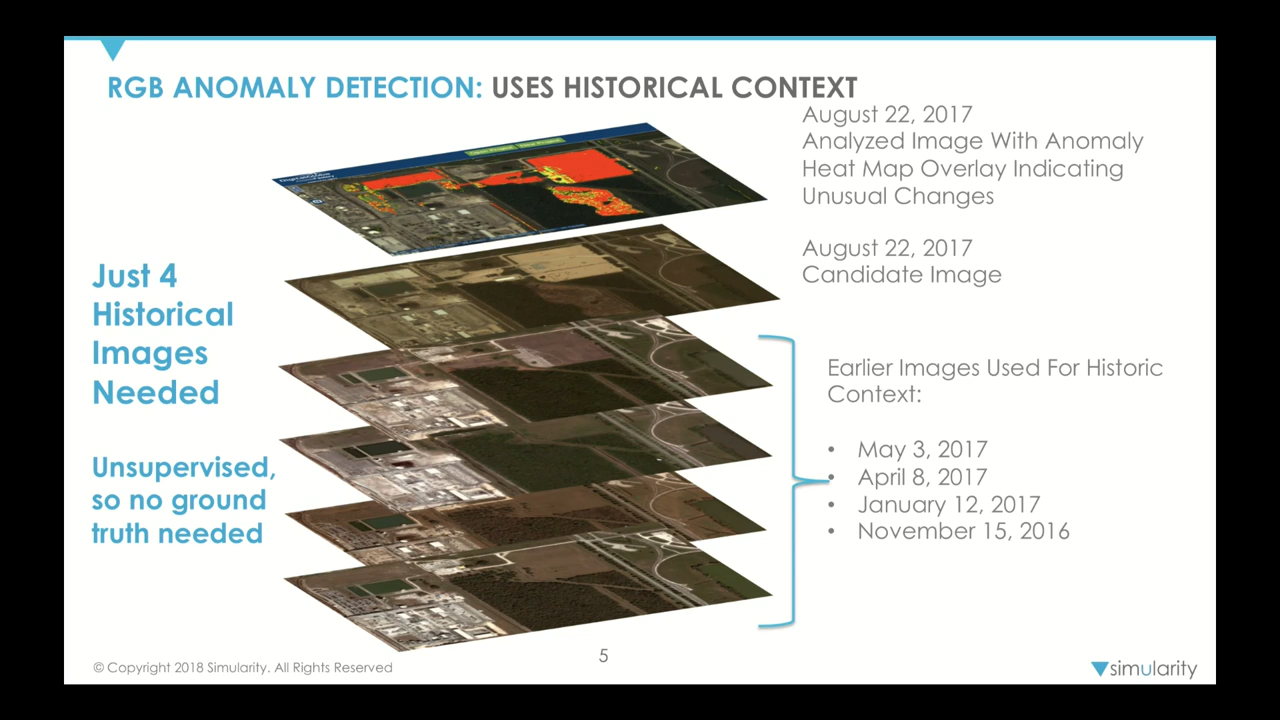 RGB ANOMALY DETECTION: USES HISTORICAL CONTEXT
August 22, 2017
Analyzed Image With Anomaly
Heat Map Overlay Indicating
Unusual Changes
August 22, 2017
Candidate Image
Just 4
Historical
Images
Needed
Unsupervised,
so no ground
truth needed
Earlier Images Used For Historic
Context:
• May 3, 2017
• April 8, 2017
• January 12, 2017
• November 15, 2016
© Copyright 2018 Simularity. All Rights Reserved
5
simularity